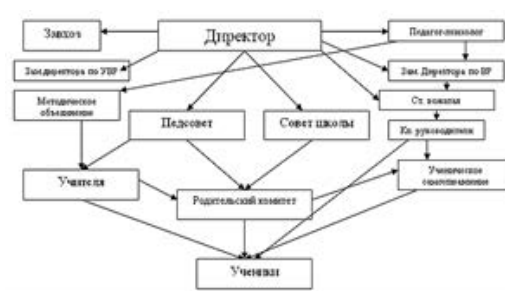 Завхоз
Директор
Педагог-психолог
Зам.директора по УВР
Зам. Директора по ВР
Методическое
объединение
Ст. вожатая
Педсовет
Совет школы
Кл. руководители
Учителя
Родительский комитет
Ученическое
самоуправление
Ученики